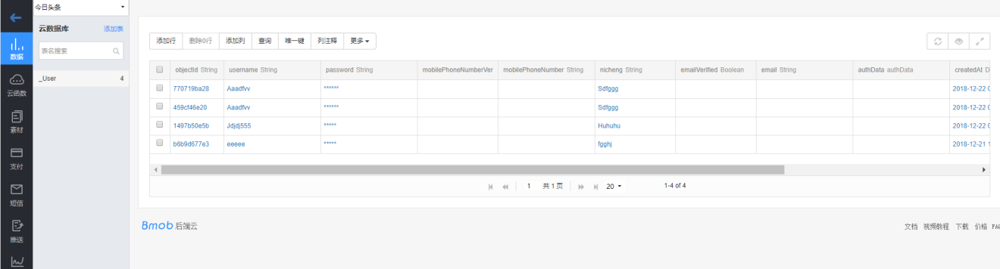 今日头条
云数据库 添加表
表名搜索
_User 4
数据
云函数
素材
支付
短信
推送
添加行 删除0行 添加列 查询 唯一键 列注释 更多
objectId String username String password String mobilePhoneNumberVer mobilePhoneNumber String nicheng String emailVerified Boolean email String authData authData createdAt D
770719ba28 Aaadfvv ****** Sdfggg 2018-12-22 0
459cf46e20 Aaadfvv ****** Sdfggg 2018-12-22 0
1497b50e5b Jdjdj555 ***** Huhuhu 2018-12-22 0
b6b9d677e3 eeeee ***** fgghj 2018-12-21 1
1 共 1 页 20 1-4 of 4
Bmob 后端云
文档 视频教程 下载 价格 FAQ